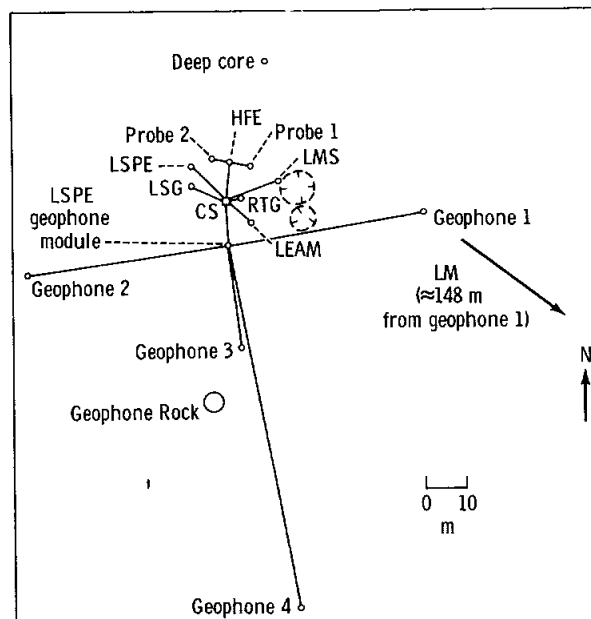 Deep core
HFE
Probe 2
Probe 1
LSPE
LMS
LSG
CS
RTG
LSPE
geophone
module
Geophone 1
LEAM
LM
(≈148 m
from geophone 1)
Geophone 2
Geophone 3
N
Geophone Rock
0 10
m
Geophone 4